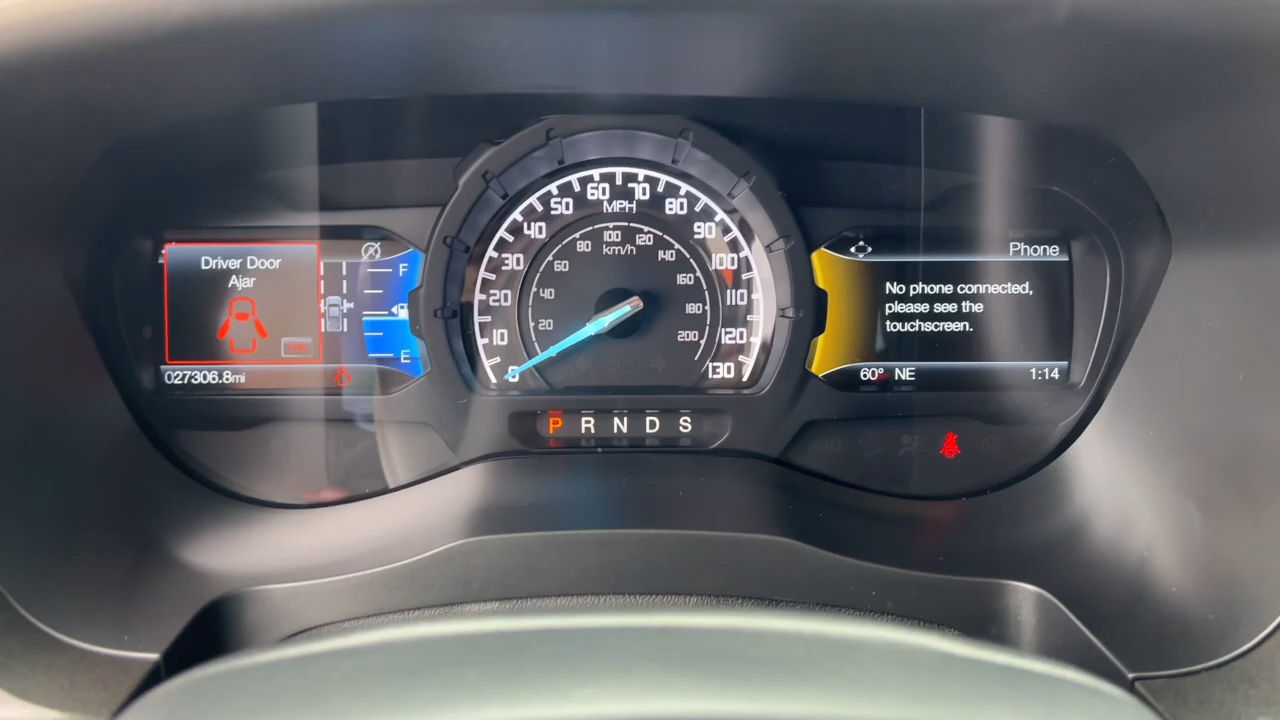 Driver Door
Ajar
OK
027306.8mi
F
E
0
10
20
30
40
50
60
70
80
90
100
110
120
130
MPH
20
40
60
80
100
120
140
160
180
200
km/h
P R N D S
Phone
No phone connected,
please see the
touchscreen.
60° NE
1:14